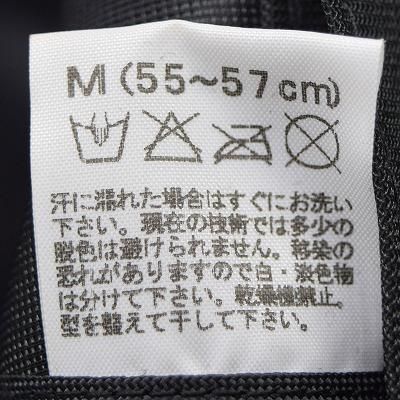 M (55~57cm)
汗に濡れた場合はすぐにお洗い
下さい。現在の技術では多少の
脱色は避けられません。移染の
恐れがありますので白・淡色物
は分けて下さい。乾燥機禁止。
型を整えて干して下さい。